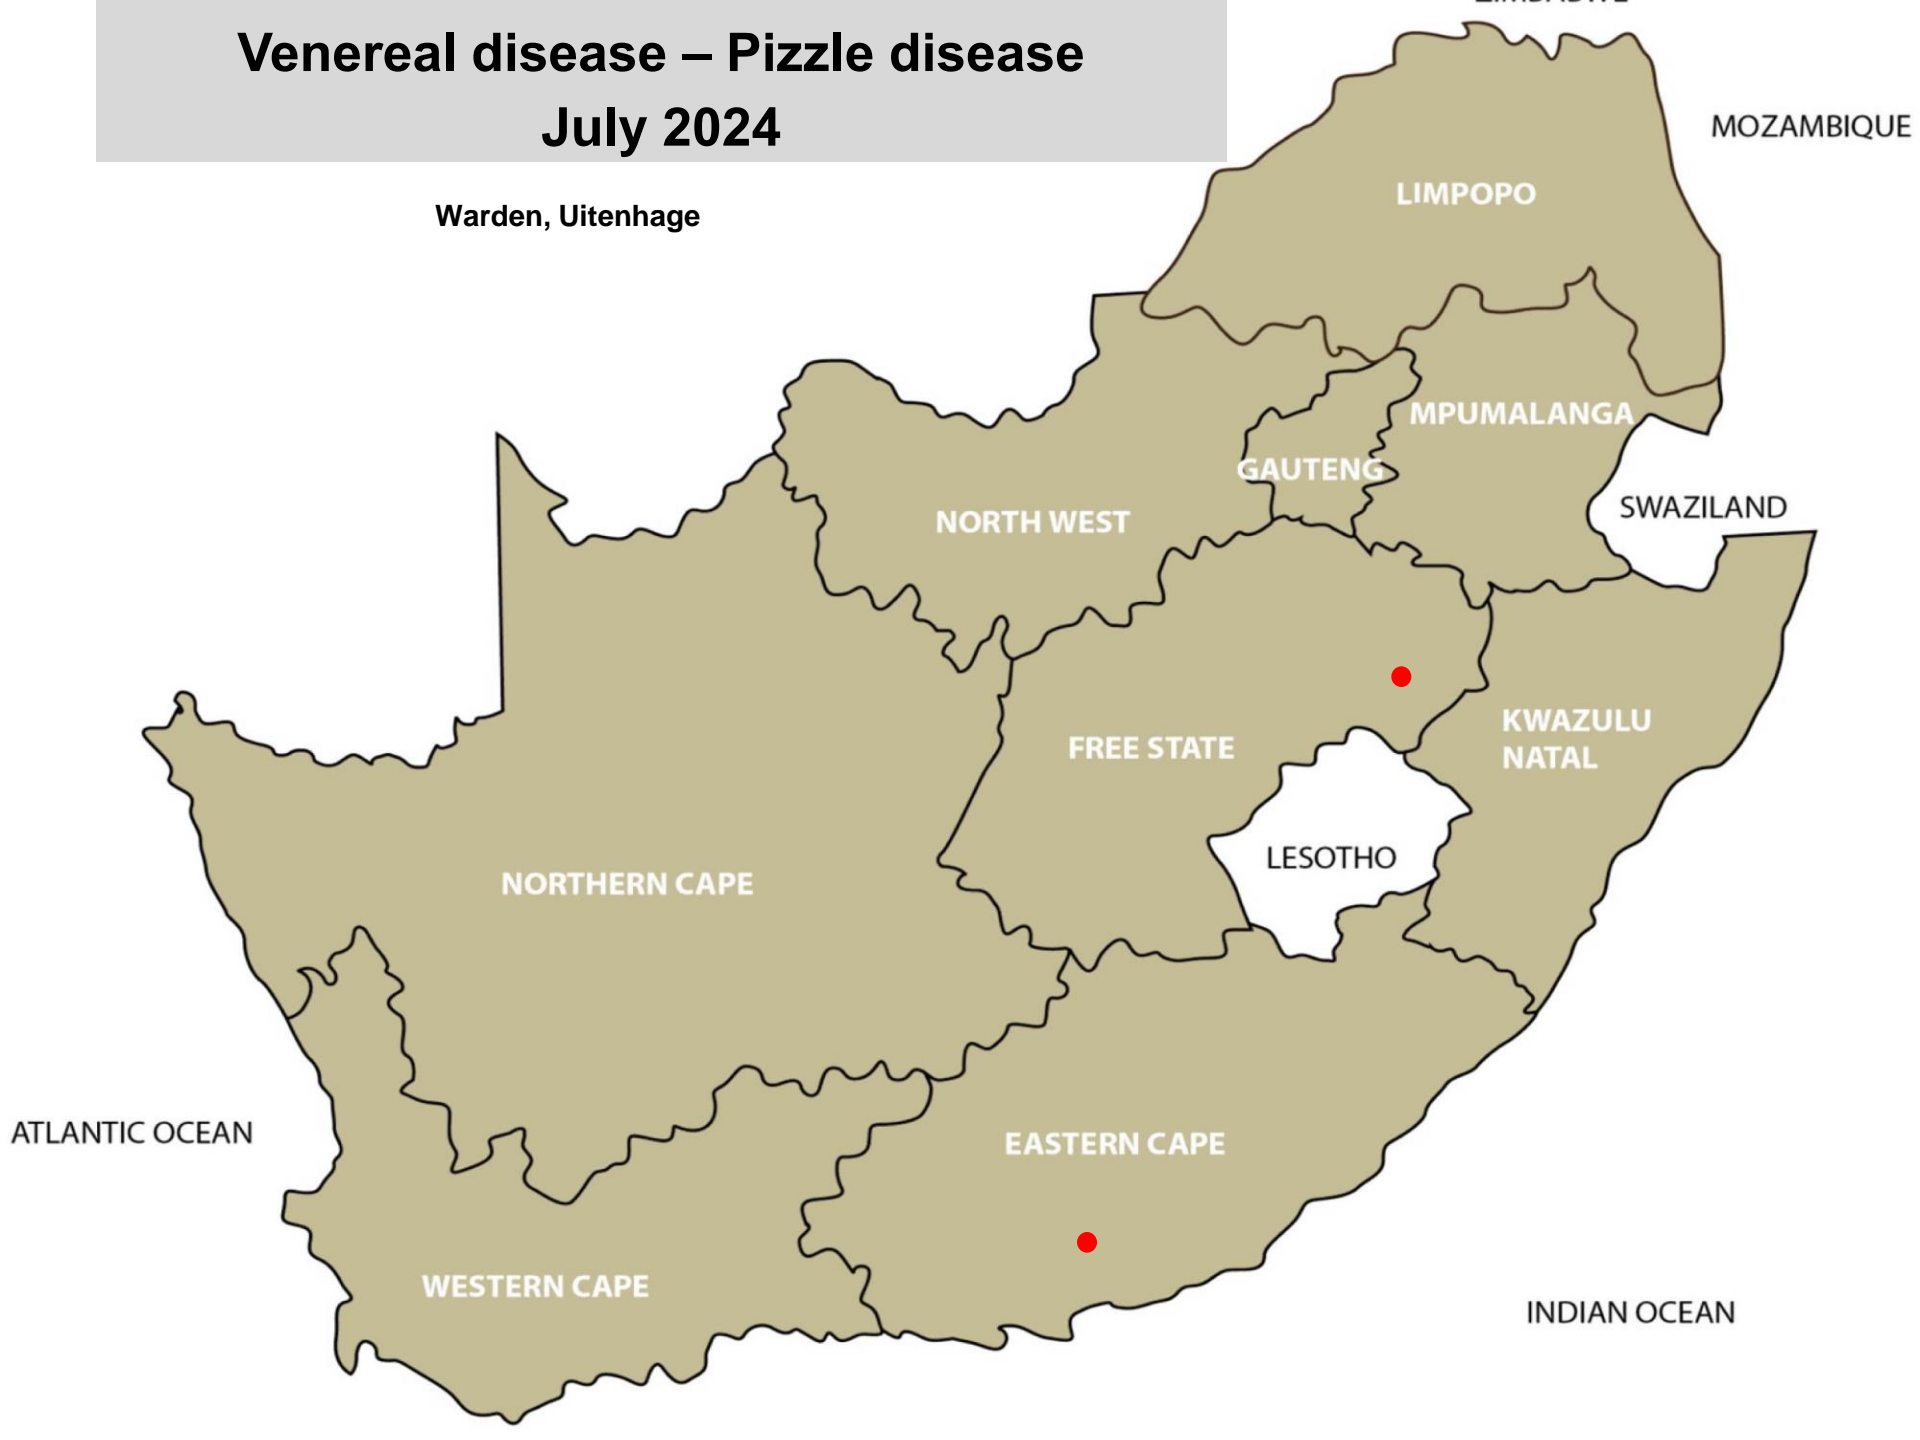 Venereal disease – Pizzle disease
July 2024
Warden, Uitenhage
MOZAMBIQUE
LIMPOPO
MPUMALANGA
GAUTENG
SWAZILAND
NORTH WEST
KWAZULU
NATAL
FREE STATE
LESOTHO
NORTHERN CAPE
ATLANTIC OCEAN
EASTERN CAPE
WESTERN CAPE
INDIAN OCEAN